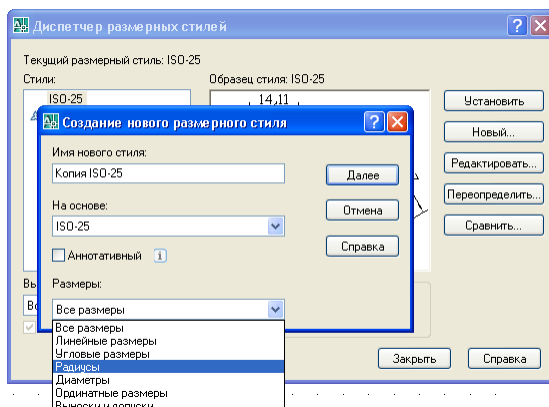 Диспетчер размерных стилей
Текущий размерный стиль: ISO-25
Стили:
Образец стиля: ISO-25
ISO-25
14,11
Установить
Новый...
Редактировать...
Переопределить...
Сравнить...
Создание нового размерного стиля
Имя нового стиля:
Копия ISO-25
Далее
На основе:
Отмена
ISO-25
Справка
Аннотативный
Размеры:
Все размеры
Все размеры
Линейные размеры
Угловые размеры
Радиусы
Диаметры
Ординатные размеры
Выноски и допуски
Закрыть
Справка